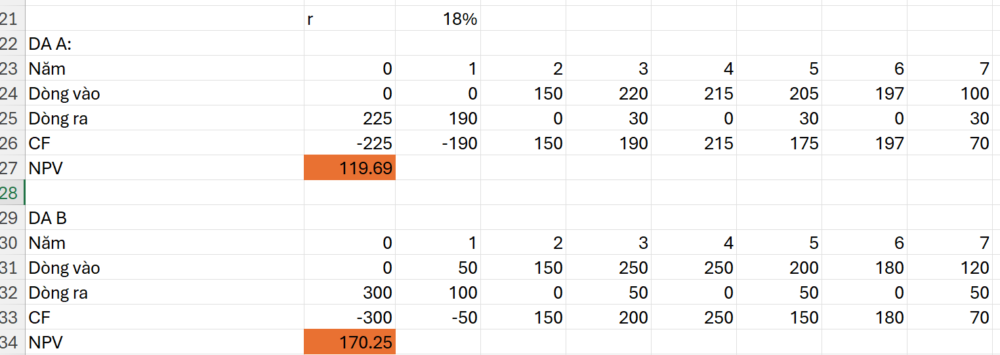 21 r 18%
22 DA A:
23 Năm 0 1 2 3 4 5 6 7
24 Dòng vào 0 0 150 220 215 205 197 100
25 Dòng ra 225 190 0 30 0 30 0 30
26 CF -225 -190 150 190 215 175 197 70
27 NPV 119.69
28
29 DA B
30 Năm 0 1 2 3 4 5 6 7
31 Dòng vào 0 50 150 250 250 200 180 120
32 Dòng ra 300 100 0 50 0 50 0 50
33 CF -300 -50 150 200 250 150 180 70
34 NPV 170.25